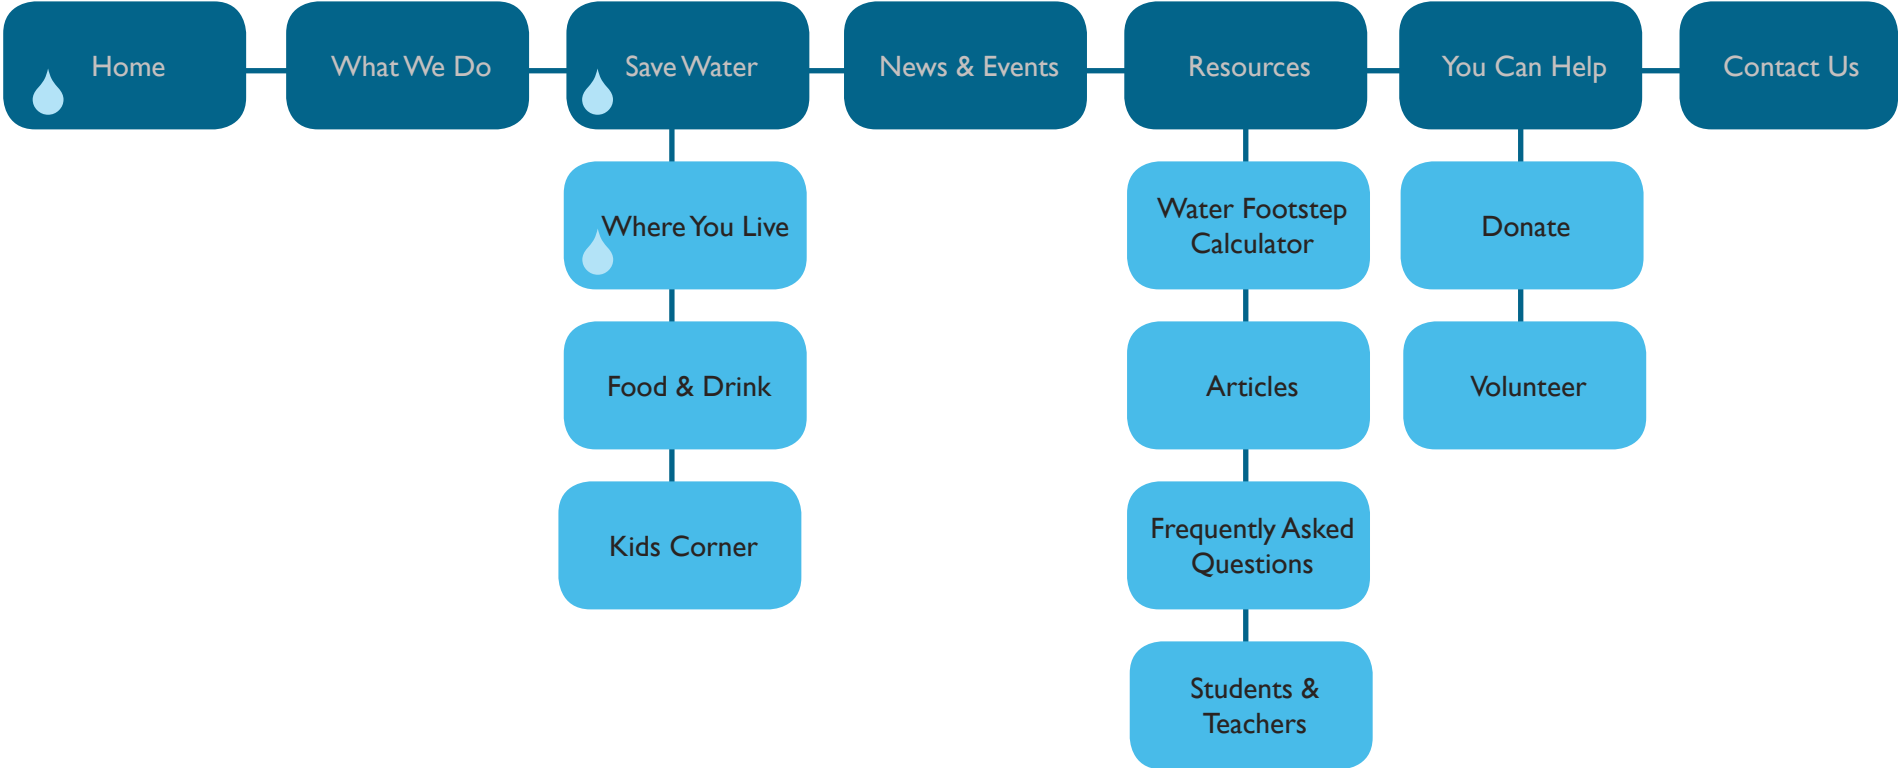 Home
What We Do
Save Water
News & Events
Resources
You Can Help
Contact Us
Where You Live
Food & Drink
Kids Corner
Water Footstep
Calculator
Articles
Frequently Asked
Questions
Students &
Teachers
Donate
Volunteer